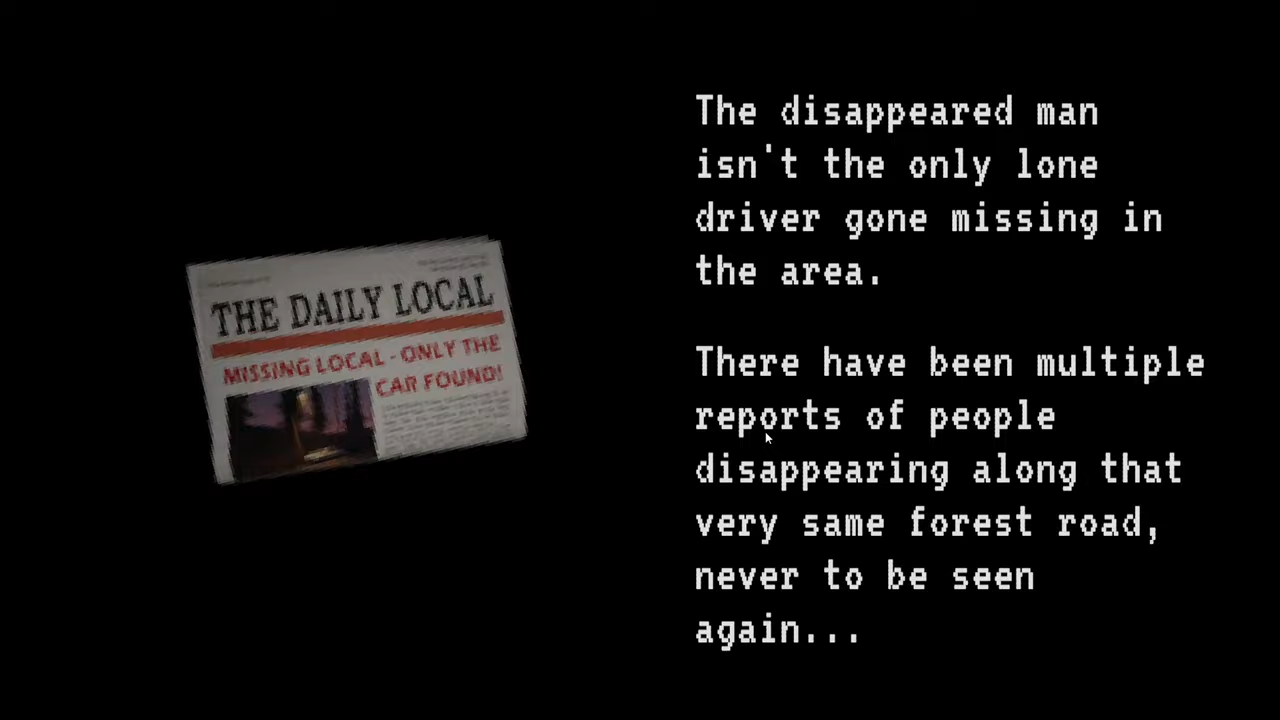 THE DAILY LOCAL
MISSING LOCAL - ONLY THE
CAR FOUND!
The disappeared man
isn't the only lone
driver gone missing in
the area.
There have been multiple
reports of people
disappearing along that
very same forest road,
never to be seen
again...